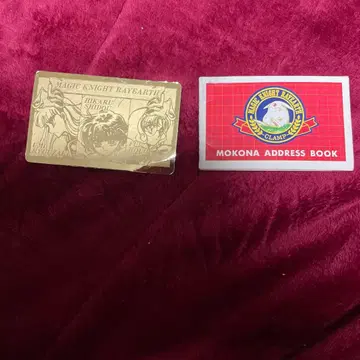 MAGIC KNIGHT RAYEARTH
HIKARU
SHIDOU
MAGIC KNIGHT RAYEARTH
CLAMP
MOKONA ADDRESS BOOK